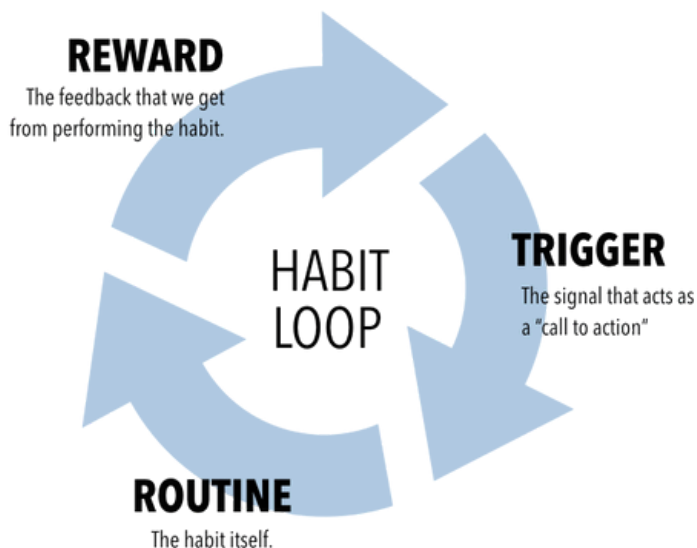 REWARD
The feedback that we get
from performing the habit.
HABIT
LOOP
TRIGGER
The signal that acts as
a "call to action"
ROUTINE
The habit itself.